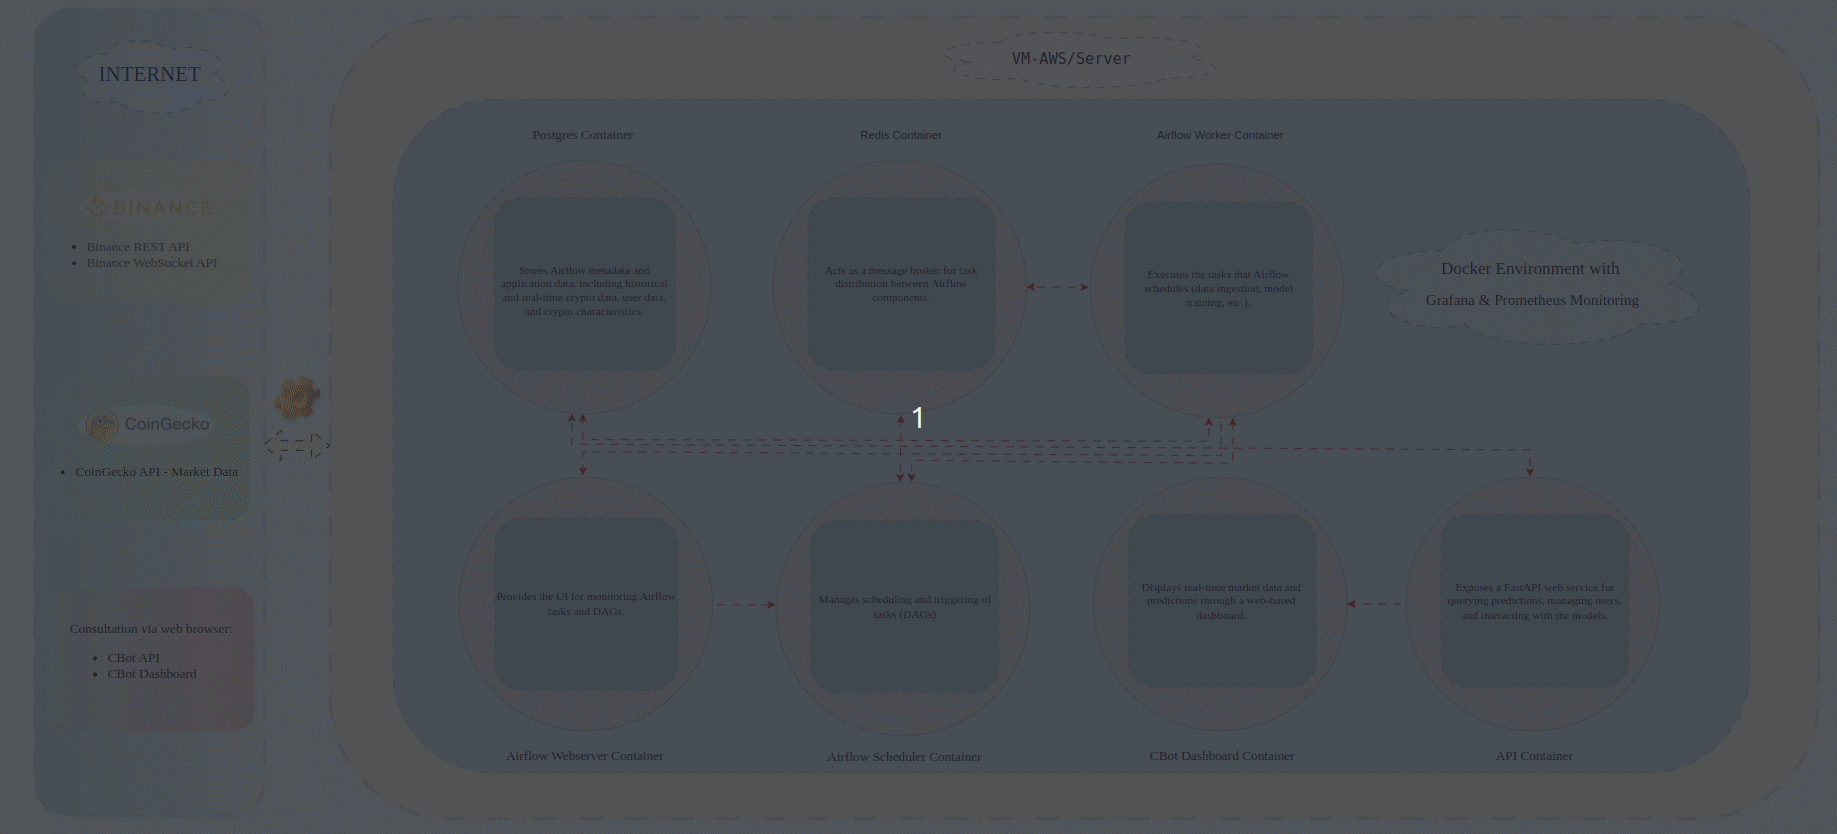 INTERNET
BINANCE
• Binance REST API
• Binance WebSocket API
CoinGecko
• CoinGecko API - Market Data
Consultation via web browser:
• CBot API
• CBot Dashboard
VM-AWS/Server
Postgres Container
Stores Airflow metadata and
application data, including historical
and real-time crypto data, user data,
and crypto characteristics.
Redis Container
Acts as a message broker for task
distribution between Airflow
components.
Airflow Worker Container
Executes the tasks that Airflow
schedules (data ingestion, model
training, etc.).
Docker Environment with
Grafana & Prometheus Monitoring
1
Provides the UI for monitoring Airflow
tasks and DAGs.
Airflow Webserver Container
Manages scheduling and triggering of
tasks (DAGs)
Airflow Scheduler Container
Displays real-time market data and
predictions through a web-based
dashboard.
CBot Dashboard Container
Exposes a FastAPI web service for
querying predictions, managing users,
and interacting with the models.
API Container